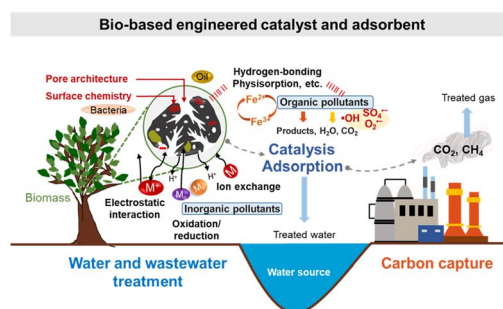 Bio-based engineered catalyst and adsorbent
Pore architecture
Surface chemistry
Bacteria
Oil
Biomass
Hydrogen-bonding
Physisorption, etc.
Fe²⁺
Fe³⁺
Organic pollutants
•OH
SO₄•⁻
O₂•⁻
Products, H₂O, CO₂
Catalysis
Adsorption
Treated gas
CO₂, CH₄
M⁺
H⁺
H⁺
M
Ion exchange
Electrostatic
interaction
Inorganic pollutants
Oxidation/
reduction
Treated water
Water and wastewater
treatment
Water source
Carbon capture